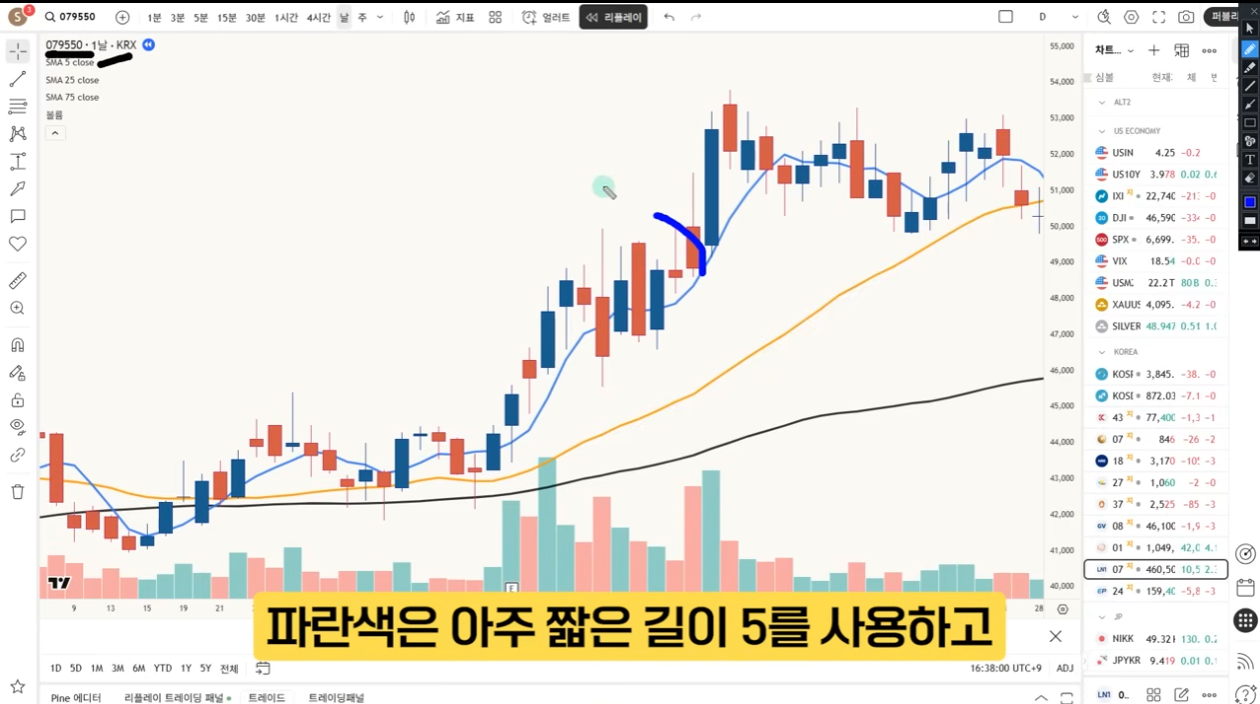 S 3 079550 1분 3분 5분 15분 30분 1시간 4시간 날 주 지표 얼러트 리플레이 D 퍼블리
079550 · 1날 · KRX
SMA 5 close
SMA 25 close
SMA 75 close
볼륨
55,000
54,000
53,000
52,000
51,000
50,000
49,000
48,000
47,000
46,000
45,000
44,000
43,000
42,000
41,000
40,000
E
9 13 15 19 21 28
파란색은 아주 짧은 길이 5를 사용하고
1D 5D 1M 3M 6M YTD 1Y 5Y 전체 16:38:00 UTC+9 ADJ
Pine 에디터 리플레이 트레이딩 패널 트레이드 트레이딩패널
차트...
심볼 현재 체
ALT2
US ECONOMY
USIN 4.25 -0.2
US10Y 3.978 0.02 0.6
IXI 지 22,740 -21 -0
DJI 46,590 -334 -0
SPX 6,699. -35. -0
VIX 18.54 -0.0 -0
USM 22.2T 80B 0.
XAUUS 4,095. -4.2 -0
SILVER 48.947 0.51 1.0
KOREA
KOSI 3,845. -38. -0
KOSI 872.03 -7.1 -0
43 지 77,400 -1,3 -1
07 지 846 -26 -2
18 지 3,170 -10 -3
27 지 1,060 -2 -0
37 지 2,525 -85 -3
08 지 46,100 -1,9 -3
01 지 1,049, 42,0 4.
LN1 07 지 460,50 10,5 2.
24 지 159,40 -5,8 -3
JP
NIKK 49.32 130. 0.
JPYKR 9.419 0.01 0.
LN1 0..